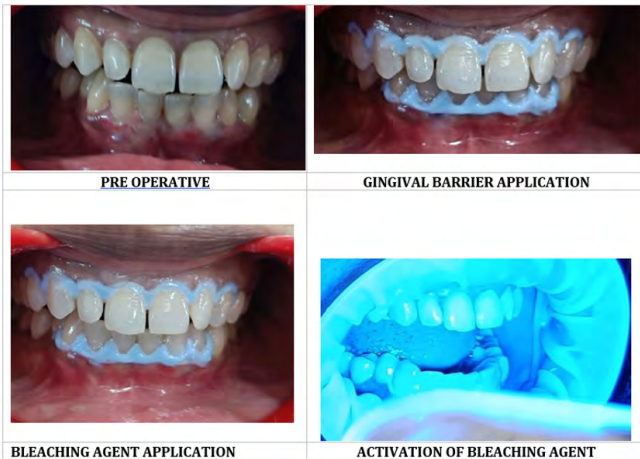 PRE OPERATIVE
GINGIVAL BARRIER APPLICATION
BLEACHING AGENT APPLICATION
ACTIVATION OF BLEACHING AGENT